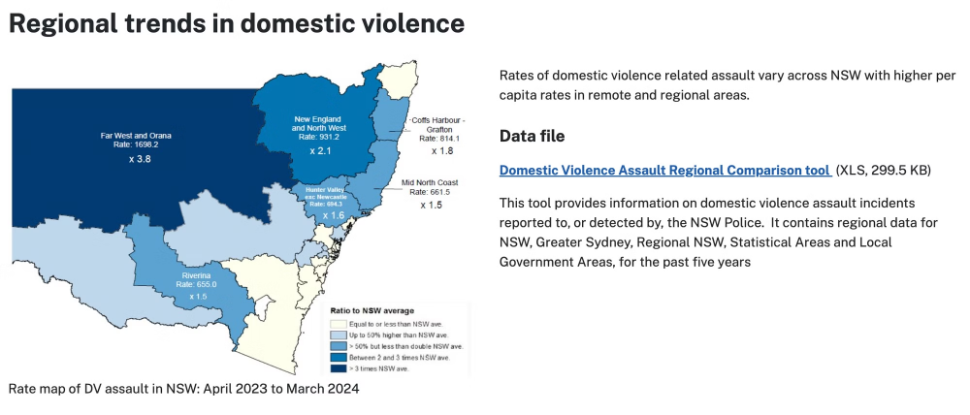 Regional trends in domestic violence
Far West and Orana
Rate: 1698.2
x 3.8
New England
and North West
Rate: 931.2
x 2.1
Coffs Harbour -
Grafton
Rate: 814.1
x 1.8
Mid North Coast
Rate: 661.5
x 1.5
Hunter Valley
exc Newcastle
Rate: 694.3
x 1.6
Riverina
Rate: 655.0
x 1.5
Ratio to NSW average
Equal to or less than NSW ave.
Up to 50% higher than NSW ave.
> 50% but less than double NSW ave.
Between 2 and 3 times NSW ave.
> 3 times NSW ave.
Rate map of DV assault in NSW: April 2023 to March 2024
Rates of domestic violence related assault vary across NSW with higher per
capita rates in remote and regional areas.
Data file
Domestic Violence Assault Regional Comparison tool (XLS, 299.5 KB)
This tool provides information on domestic violence assault incidents
reported to, or detected by, the NSW Police. It contains regional data for
NSW, Greater Sydney, Regional NSW, Statistical Areas and Local
Government Areas, for the past five years